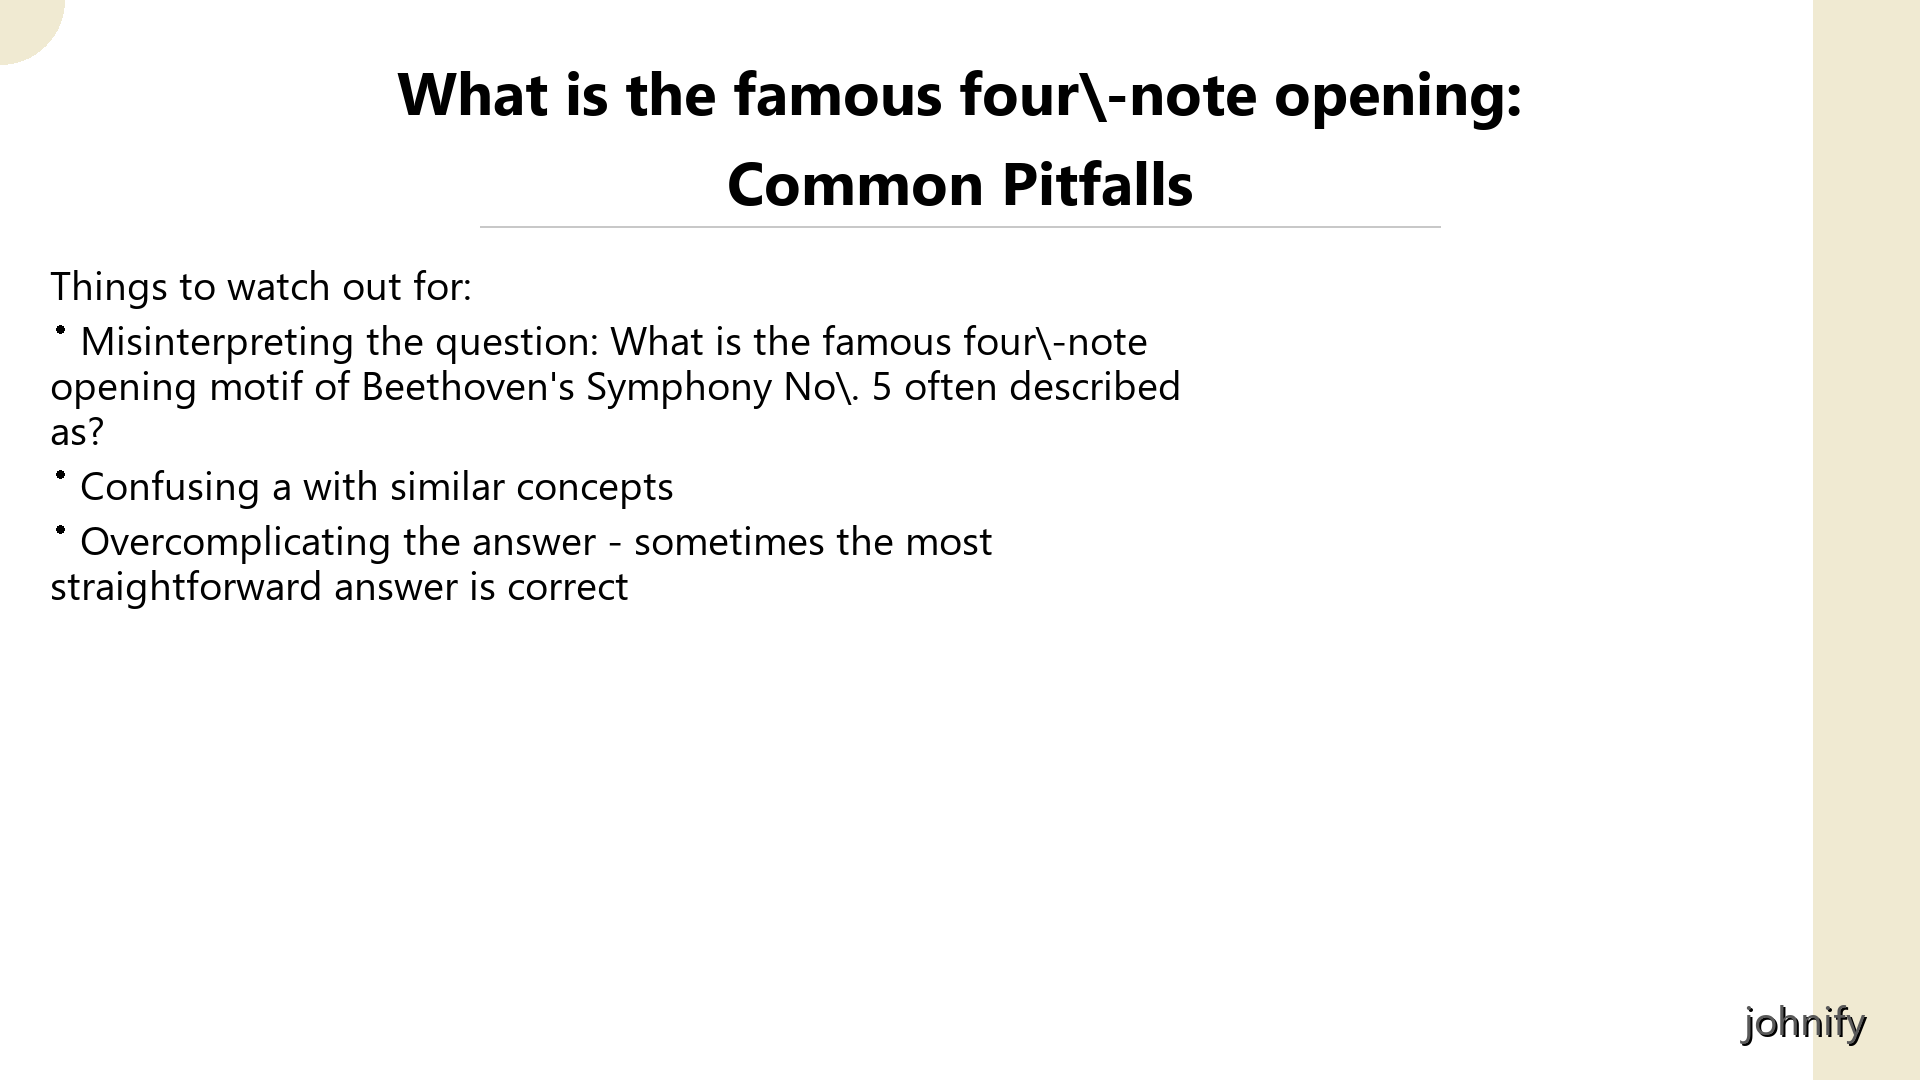 What is the famous four\-note opening:
Common Pitfalls
Things to watch out for:
• Misinterpreting the question: What is the famous four\-note
opening motif of Beethoven's Symphony No\. 5 often described
as?
• Confusing a with similar concepts
• Overcomplicating the answer - sometimes the most
straightforward answer is correct
johnify